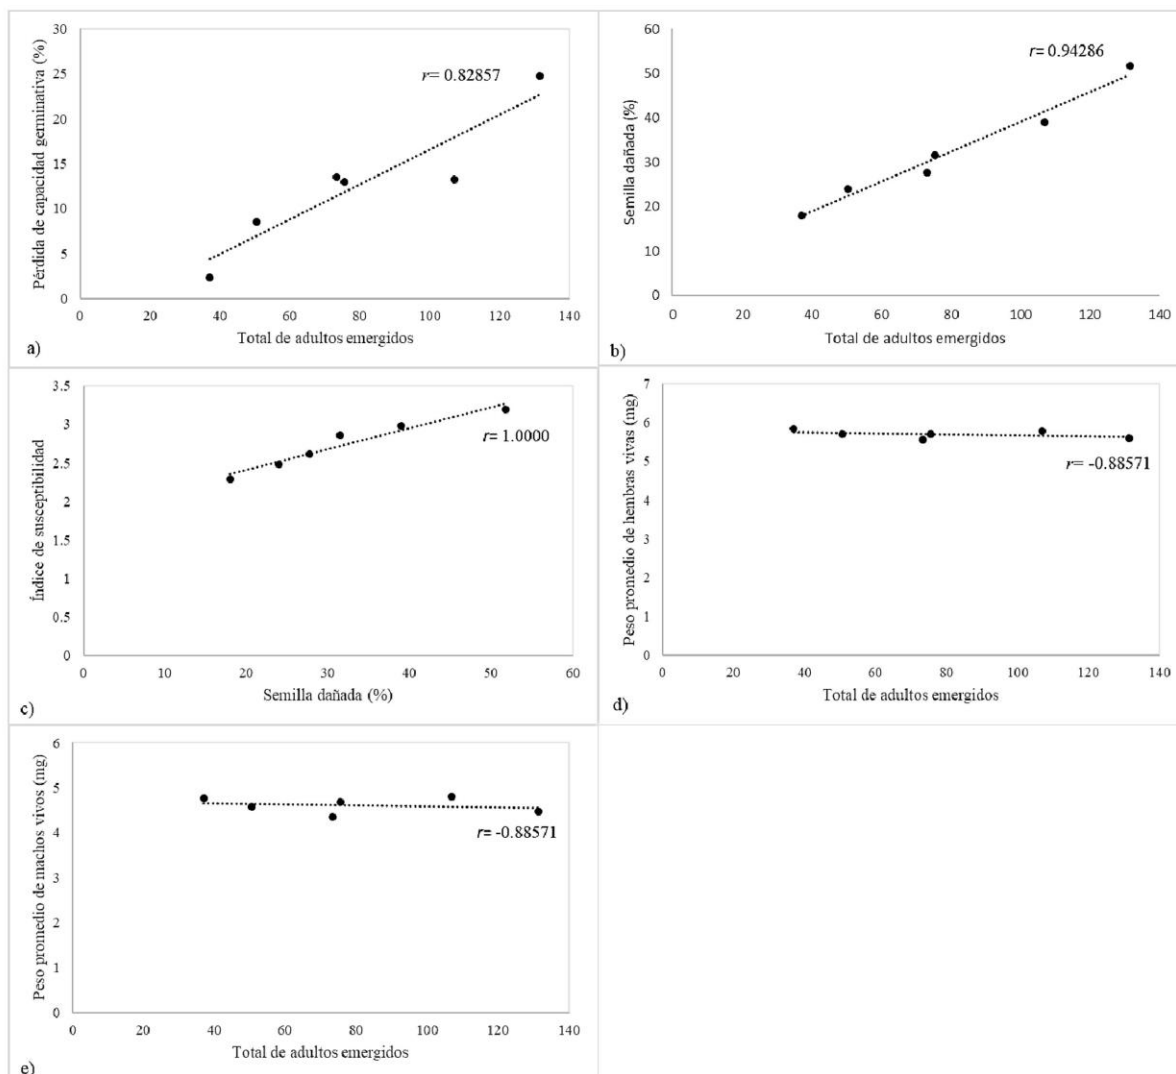 30
25
20
15
10
5
0
Pérdida de capacidad germinativa (%)
r= 0.82857
0 20 40 60 80 100 120 140
Total de adultos emergidos
a)
60
50
40
30
20
10
0
Semilla dañada (%)
r= 0.94286
0 20 40 60 80 100 120 140
Total de adultos emergidos
b)
3.5
3
2.5
2
1.5
1
0.5
0
Índice de susceptibilidad
r= 1.0000
0 10 20 30 40 50 60
Semilla dañada (%)
c)
7
6
5
4
3
2
1
0
Peso promedio de hembras vivas (mg)
r= -0.88571
0 20 40 60 80 100 120 140
Total de adultos emergidos
d)
6
5
4
3
2
1
0
Peso promedio de machos vivos (mg)
r= -0.88571
0 20 40 60 80 100 120 140
Total de adultos emergidos
e)